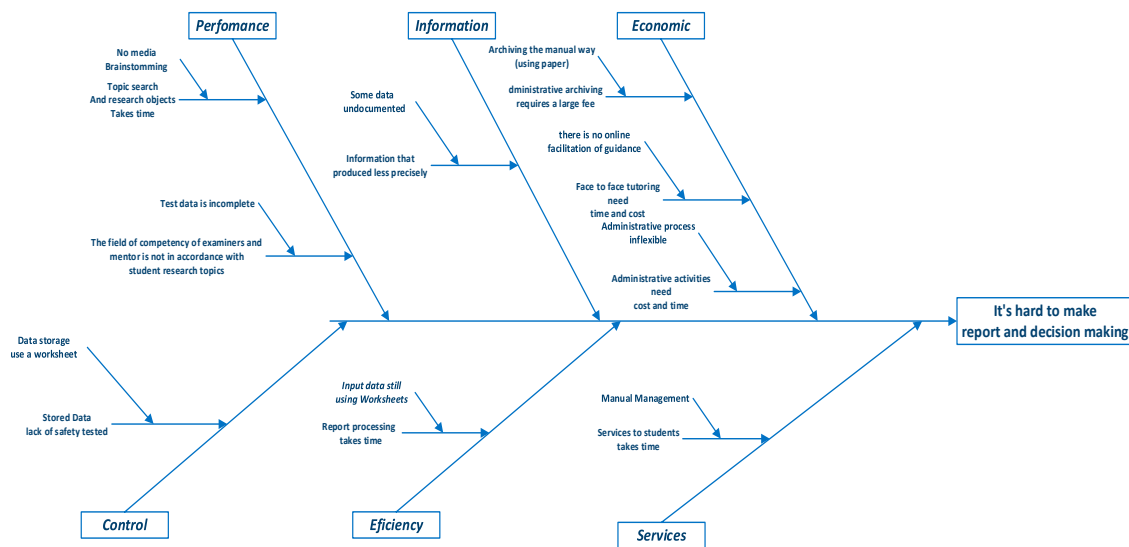 Perfomance
Information
Economic
No media
Brainstomming
Topic search
And research objects
Takes time
Test data is incomplete
The field of competency of examiners and
mentor is not in accordance with
student research topics
Some data
undocumented
Information that
produced less precisely
Archiving the manual way
(using paper)
dministrative archiving
requires a large fee
there is no online
facilitation of guidance
Face to face tutoring
need
time and cost
Administrative process
inflexible
Administrative activities
need
cost and time
It's hard to make
report and decision making
Data storage
use a worksheet
Stored Data
lack of safety tested
Input data still
using Worksheets
Report processing
takes time
Manual Management
Services to students
takes time
Control
Eficiency
Services